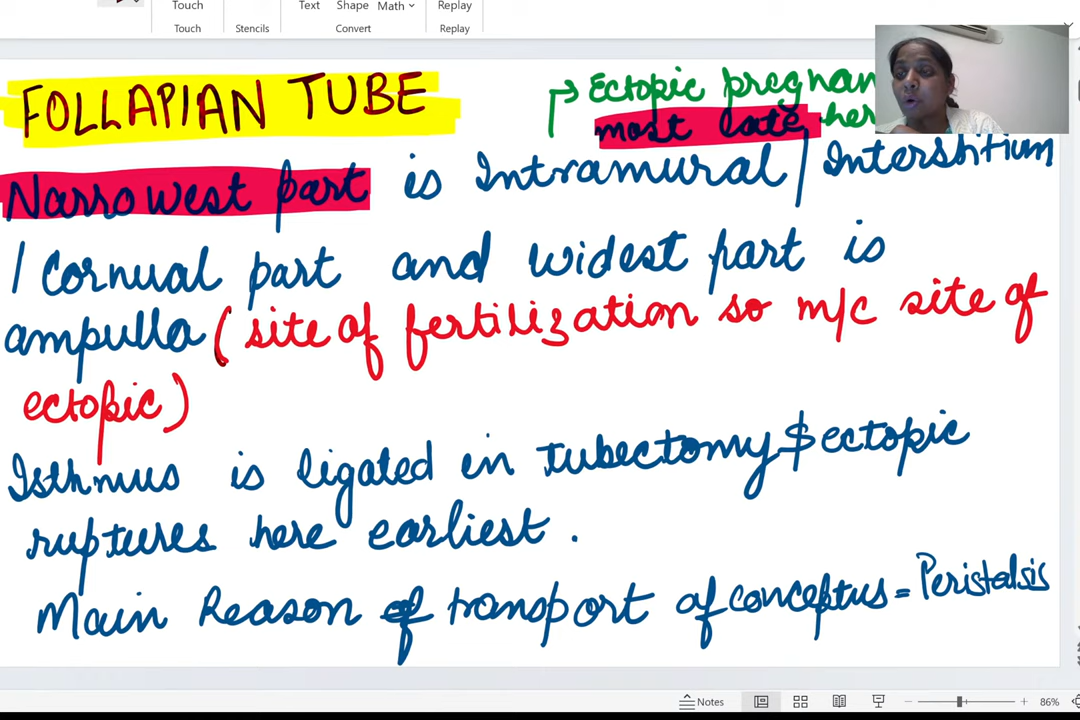 Touch Text Shape Math Replay
Touch Stencils Convert Replay
FOLLAPIAN TUBE
Ectopic pregnan
most late her
Narrowest part is Intramural / Interstitium
/ Cornual part and widest part is
ampulla (site of fertilization so m/c site of
ectopic)
Isthmus is ligated in tubectomy & ectopic
ruptures here earliest.
Main Reason of transport of conceptus = Peristalsis
Notes 86%